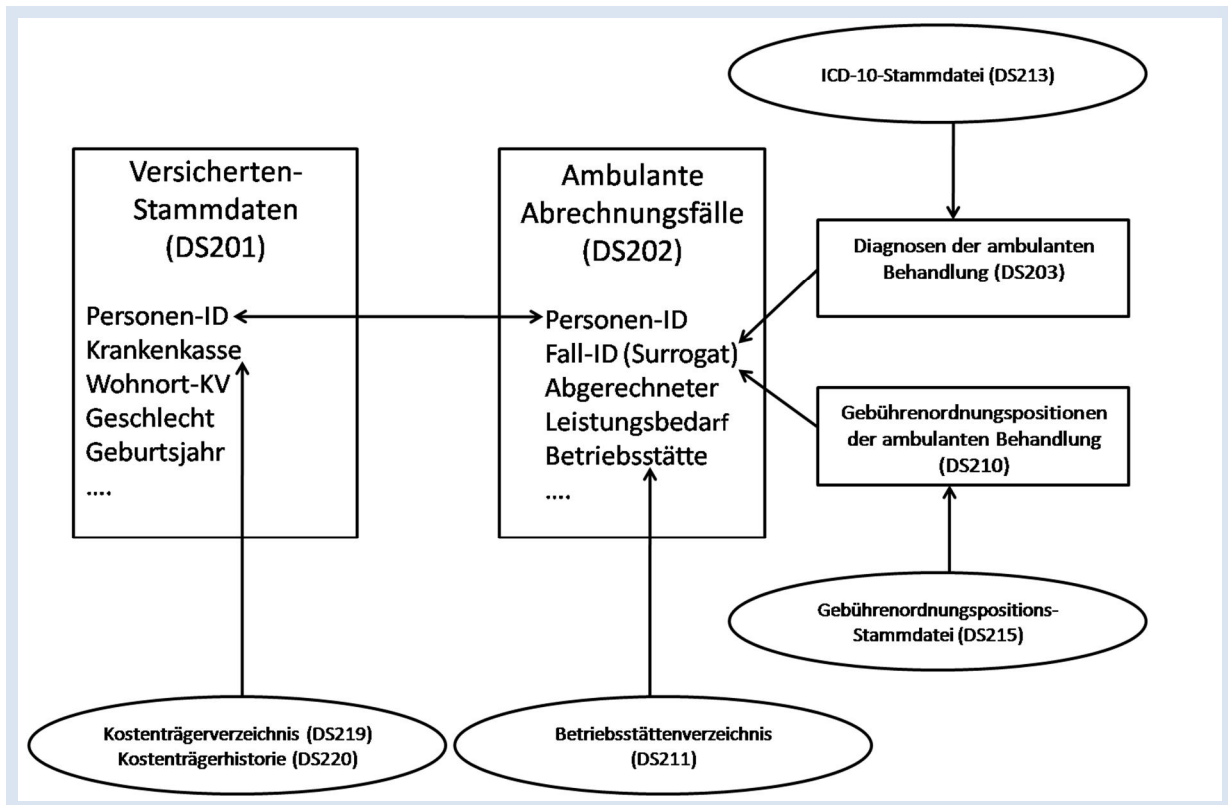 ICD-10-Stammdatei (DS213)
Versicherten-
Stammdaten
(DS201)
Personen-ID
Krankenkasse
Wohnort-KV
Geschlecht
Geburtsjahr
....
Ambulante
Abrechnungsfälle
(DS202)
Personen-ID
Fall-ID (Surrogat)
Abgerechneter
Leistungsbedarf
Betriebsstätte
....
Diagnosen der ambulanten
Behandlung (DS203)
Gebührenordnungspositionen
der ambulanten Behandlung
(DS210)
Gebührenordnungspositions-
Stammdatei (DS215)
Kostenträgerverzeichnis (DS219)
Kostenträgerhistorie (DS220)
Betriebsstättenverzeichnis
(DS211)